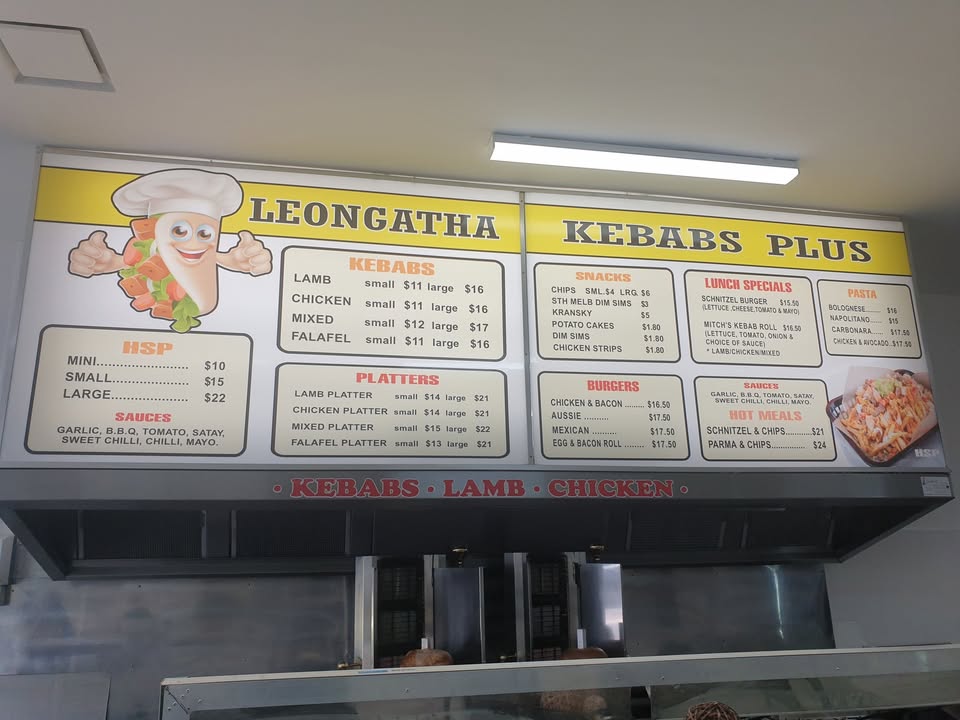 LEONGATHA KEBABS PLUS
HSP
MINI........................ $10
SMALL.................... $15
LARGE.................... $22
SAUCES
GARLIC, B.B.Q, TOMATO, SATAY,
SWEET CHILLI, CHILLI, MAYO.
KEBABS
LAMB small $11 large $16
CHICKEN small $11 large $16
MIXED small $12 large $17
FALAFEL small $11 large $16
PLATTERS
LAMB PLATTER small $14 large $21
CHICKEN PLATTER small $14 large $21
MIXED PLATTER small $15 large $22
FALAFEL PLATTER small $13 large $21
SNACKS
CHIPS SML.$4 LRG. $6
STH MELB DIM SIMS $3
KRANSKY $5
POTATO CAKES $1.80
DIM SIMS $1.80
CHICKEN STRIPS $1.80
BURGERS
CHICKEN & BACON ......... $16.50
AUSSIE .......... $17.50
MEXICAN .......... $17.50
EGG & BACON ROLL ........ $17.50
LUNCH SPECIALS
SCHNITZEL BURGER $15.50
(LETTUCE ,CHEESE,TOMATO & MAYO)
MITCH'S KEBAB ROLL $16.50
(LETTUCE, TOMATO, ONION &
CHOICE OF SAUCE)
* LAMB/CHICKEN/MIXED
SAUCES
GARLIC, B.B.Q, TOMATO, SATAY,
SWEET CHILLI, CHILLI, MAYO.
HOT MEALS
SCHNITZEL & CHIPS............$21
PARMA & CHIPS............. $24
PASTA
BOLOGNESE........ $16
NAPOLITANO...... $15
CARBONARA...... $17.50
CHICKEN & AVOCADO..$17.50
HSP
· KEBABS · LAMB · CHICKEN ·